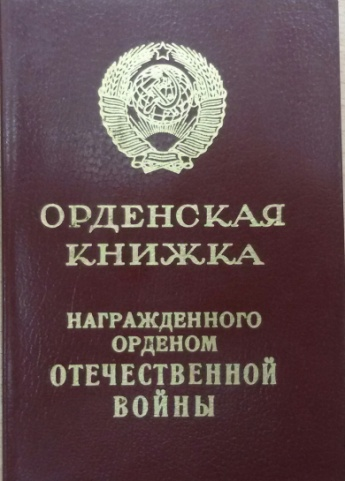 ОРДЕНСКАЯ
КНИЖКА
НАГРАЖДЕННОГО
ОРДЕНОМ
ОТЕЧЕСТВЕННОЙ
ВОЙНЫ